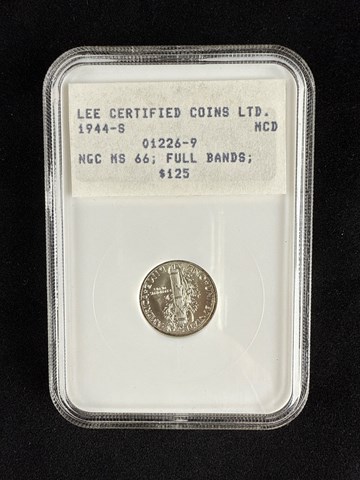 LEE CERTIFIED COINS LTD.
1944-S MCD
01226-9
NGC MS 66; FULL BANDS;
$125